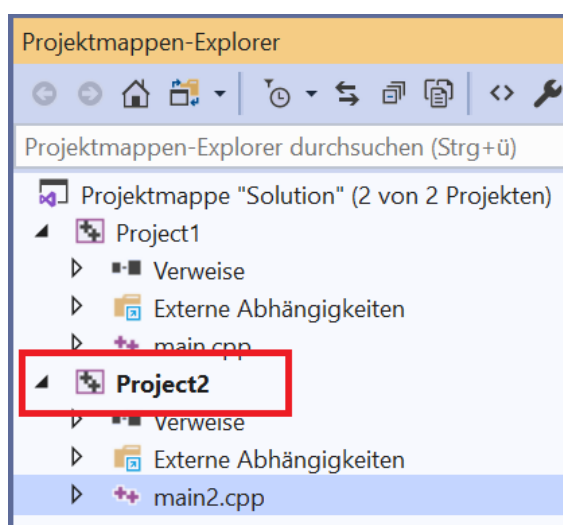 Projektmappen-Explorer
Projektmappen-Explorer durchsuchen (Strg+ü)
Projektmappe "Solution" (2 von 2 Projekten)
Project1
Verweise
Externe Abhängigkeiten
main.cpp
Project2
Verweise
Externe Abhängigkeiten
main2.cpp